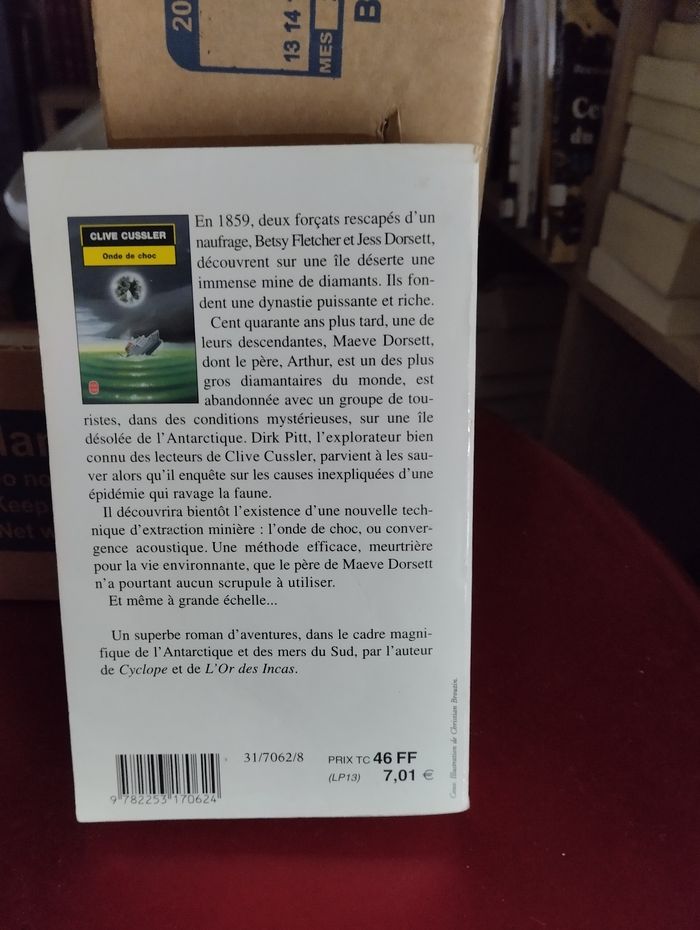 20
13 14 1
MES
B
Ce
du
CLIVE CUSSLER
Onde de choc
En 1859, deux forçats rescapés d'un
naufrage, Betsy Fletcher et Jess Dorsett,
découvrent sur une île déserte une
immense mine de diamants. Ils fon-
dent une dynastie puissante et riche.
Cent quarante ans plus tard, une de
leurs descendantes, Maeve Dorsett,
dont le père, Arthur, est un des plus
gros diamantaires du monde, est
abandonnée avec un groupe de tou-
ristes, dans des conditions mystérieuses, sur une île
désolée de l'Antarctique. Dirk Pitt, l'explorateur bien
connu des lecteurs de Clive Cussler, parvient à les sau-
ver alors qu'il enquête sur les causes inexpliquées d'une
épidémie qui ravage la faune.
Il découvrira bientôt l'existence d'une nouvelle tech-
nique d'extraction minière : l'onde de choc, ou conver-
gence acoustique. Une méthode efficace, meurtrière
pour la vie environnante, que le père de Maeve Dorsett
n'a pourtant aucun scrupule à utiliser.
Et même à grande échelle...
Un superbe roman d'aventures, dans le cadre magni-
fique de l'Antarctique et des mers du Sud, par l'auteur
de Cyclope et de L'Or des Incas.
31/7062/8
PRIX TC 46 FF
(LP13) 7,01 €
9 782253 170624
Couv. Illustration de Christian Broutin.
Keep
Net w